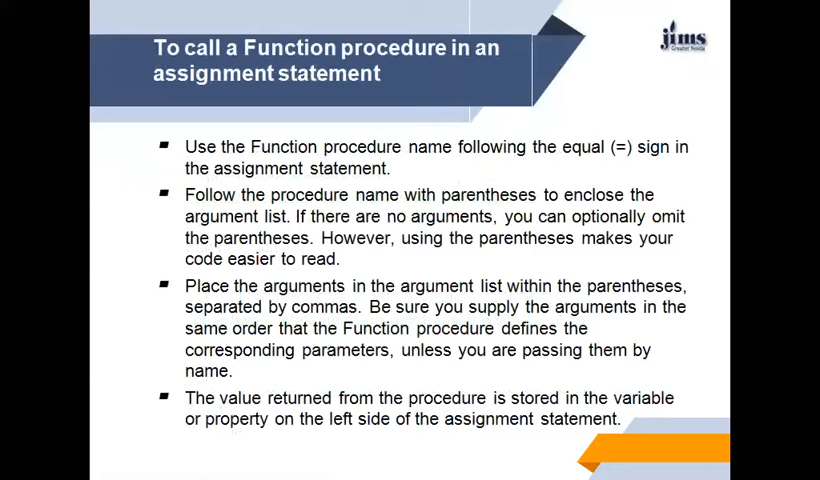 To call a Function procedure in an
assignment statement
jims
Greater Noida
Use the Function procedure name following the equal (=) sign in
the assignment statement.
Follow the procedure name with parentheses to enclose the
argument list. If there are no arguments, you can optionally omit
the parentheses. However, using the parentheses makes your
code easier to read.
Place the arguments in the argument list within the parentheses,
separated by commas. Be sure you supply the arguments in the
same order that the Function procedure defines the
corresponding parameters, unless you are passing them by
name.
The value returned from the procedure is stored in the variable
or property on the left side of the assignment statement.